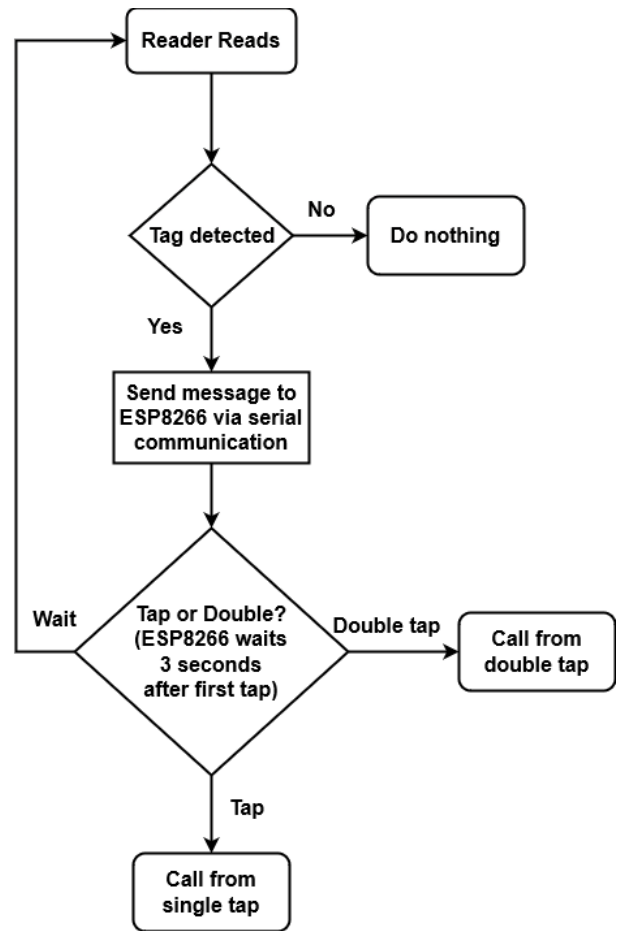 Reader Reads
No
Tag detected
Do nothing
Yes
Send message to
ESP8266 via serial
communication
Wait
Tap or Double?
(ESP8266 waits
3 seconds
after first tap)
Double tap
Call from
double tap
Tap
Call from
single tap